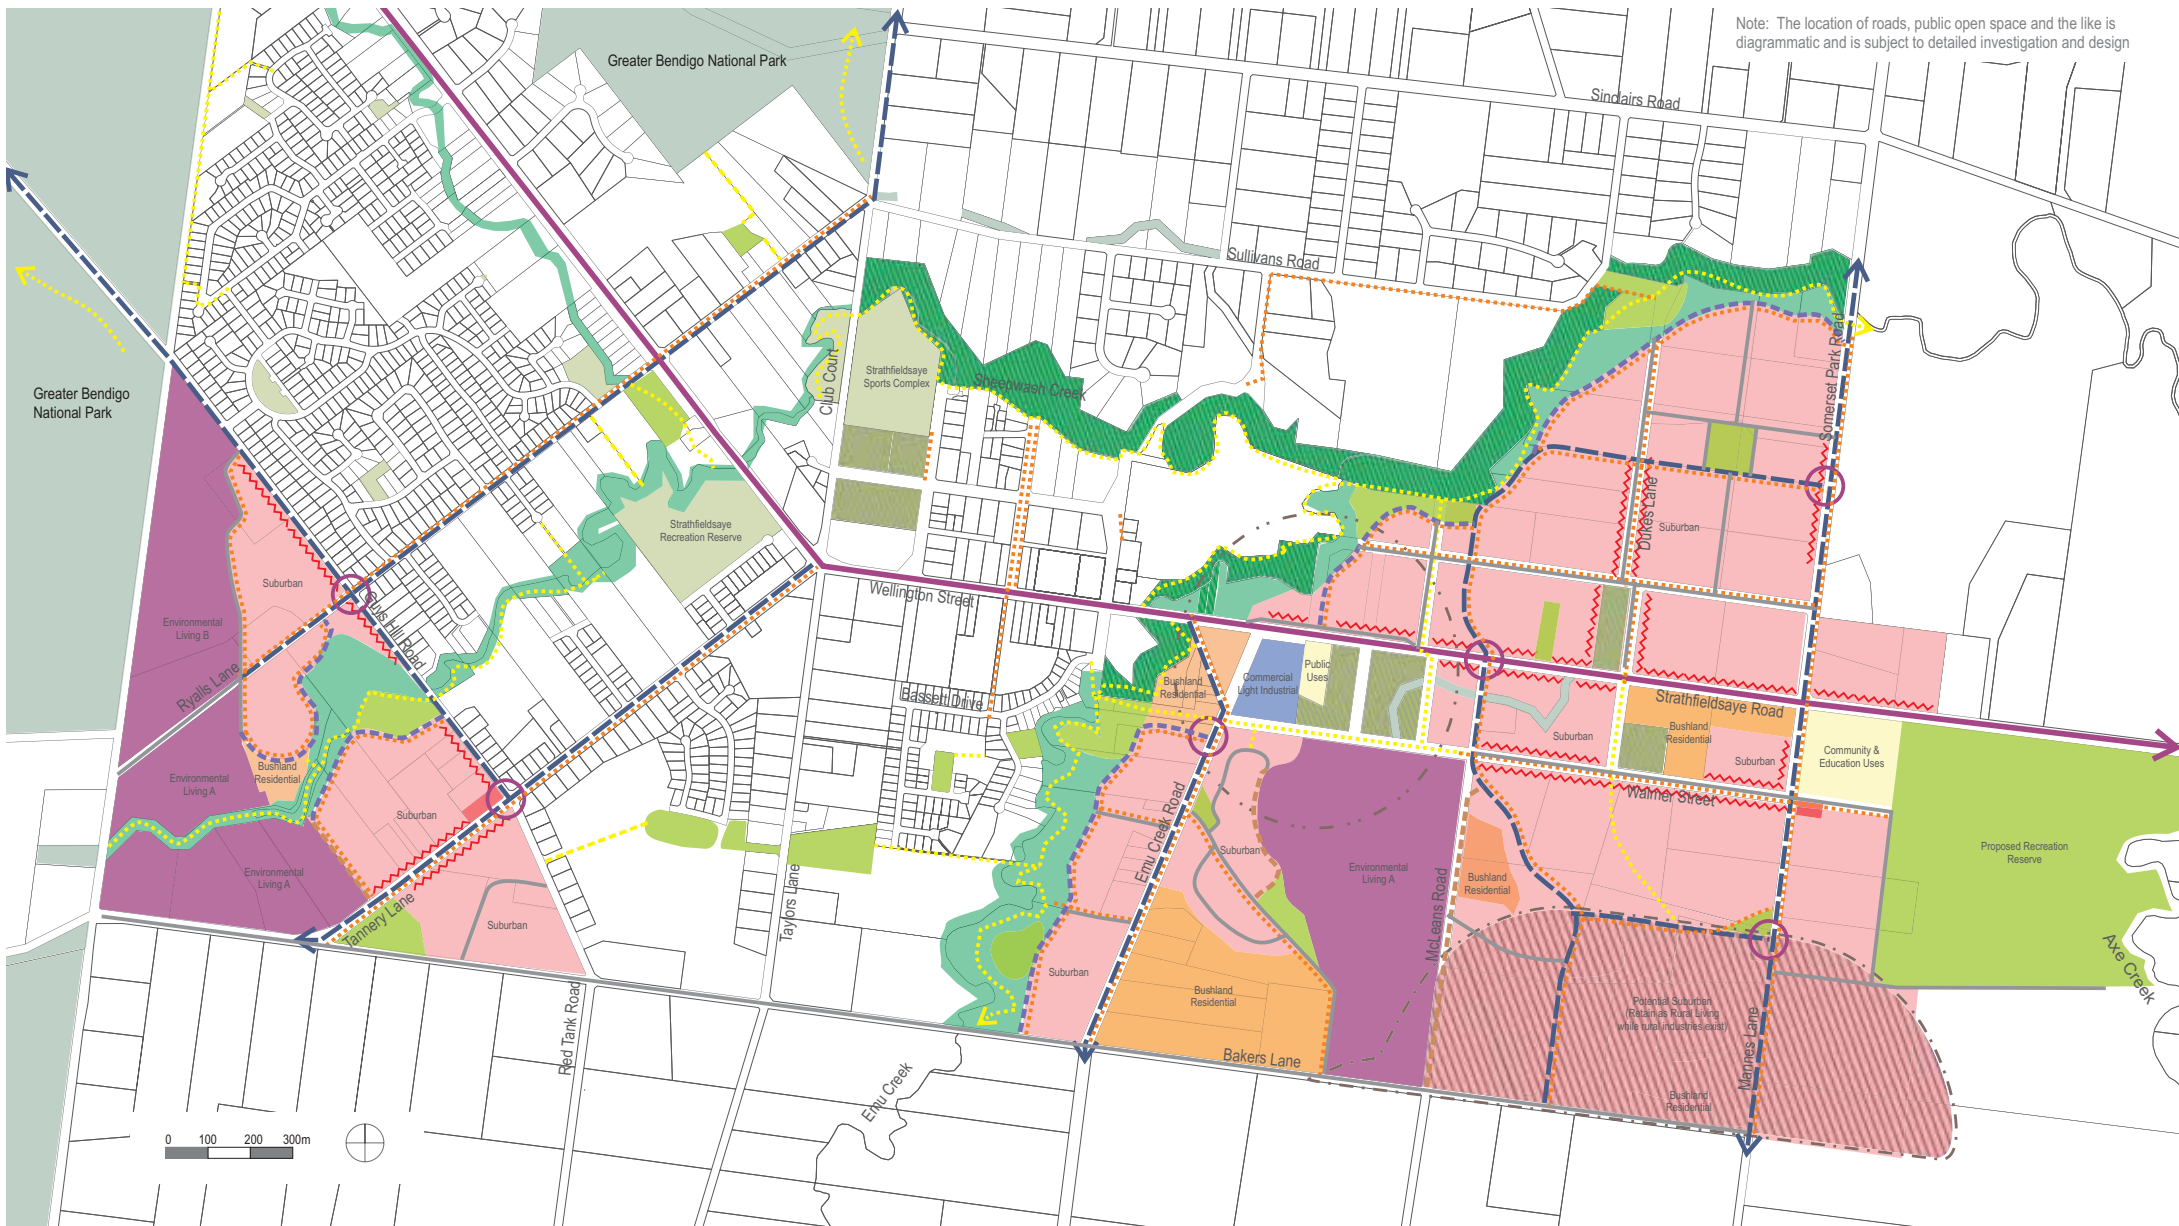 Note:  The location of roads, public open space and the like is
diagrammatic and is subject to detailed investigation and design
Greater Bendigo National Park
Sinclairs Road
Sullivans Road
Somerset Park Road
Greater Bendigo
National Park
Club Court
Strathfieldsaye
Sports Complex
Sheepwash Creek
Strathfieldsaye
Recreation Reserve
Dukes Lane
Suburban
Suburban
Guys Hill Road
Wellington Street
Environmental
Living B
Ryalls Lane
Bassett Drive
Bushland
Residential
Commercial
Light Industrial
Public
Uses
Strathfieldsaye Road
Bushland
Residential
Suburban
Suburban
Community &
Education Uses
Environmental
Living A
Bushland
Residential
Suburban
Walmer Street
Emu Creek Road
Suburban
Environmental
Living A
Environmental
Living A
Bushland
Residential
Proposed Recreation
Reserve
Tannery Lane
Suburban
Taylors Lane
McLeans Road
Suburban
Bushland
Residential
Axe Creek
Potential Suburban
(Retain as Rural Living
while rural industries exist)
Red Tank Road
Bakers Lane
Mannes Lane
Emu Creek
Bushland
Residential
0 100 200 300m